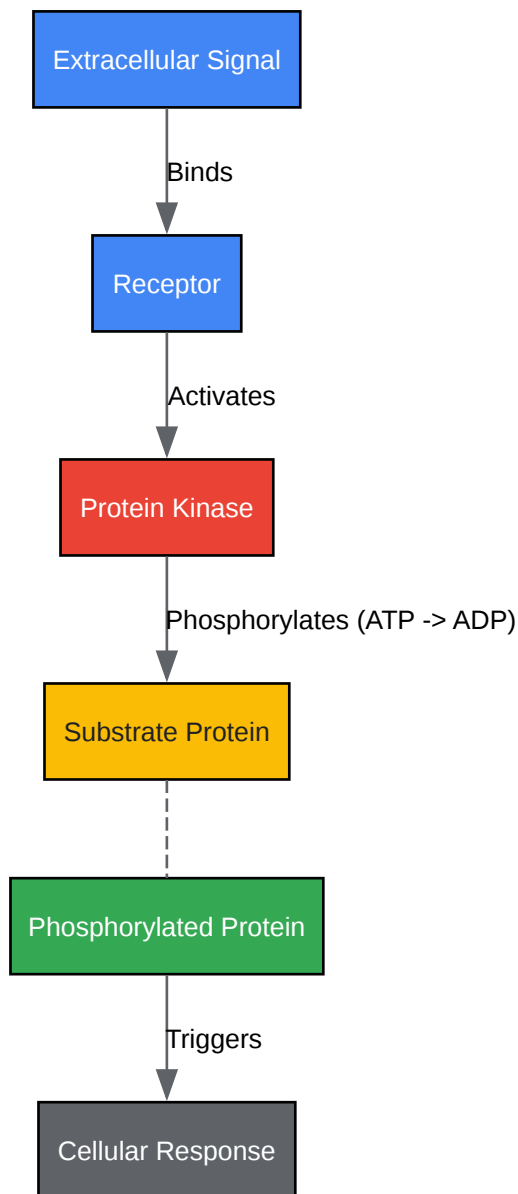 Extracellular Signal
Binds
Receptor
Activates
Protein Kinase
Phosphorylates (ATP -> ADP)
Substrate Protein
Phosphorylated Protein
Triggers
Cellular Response